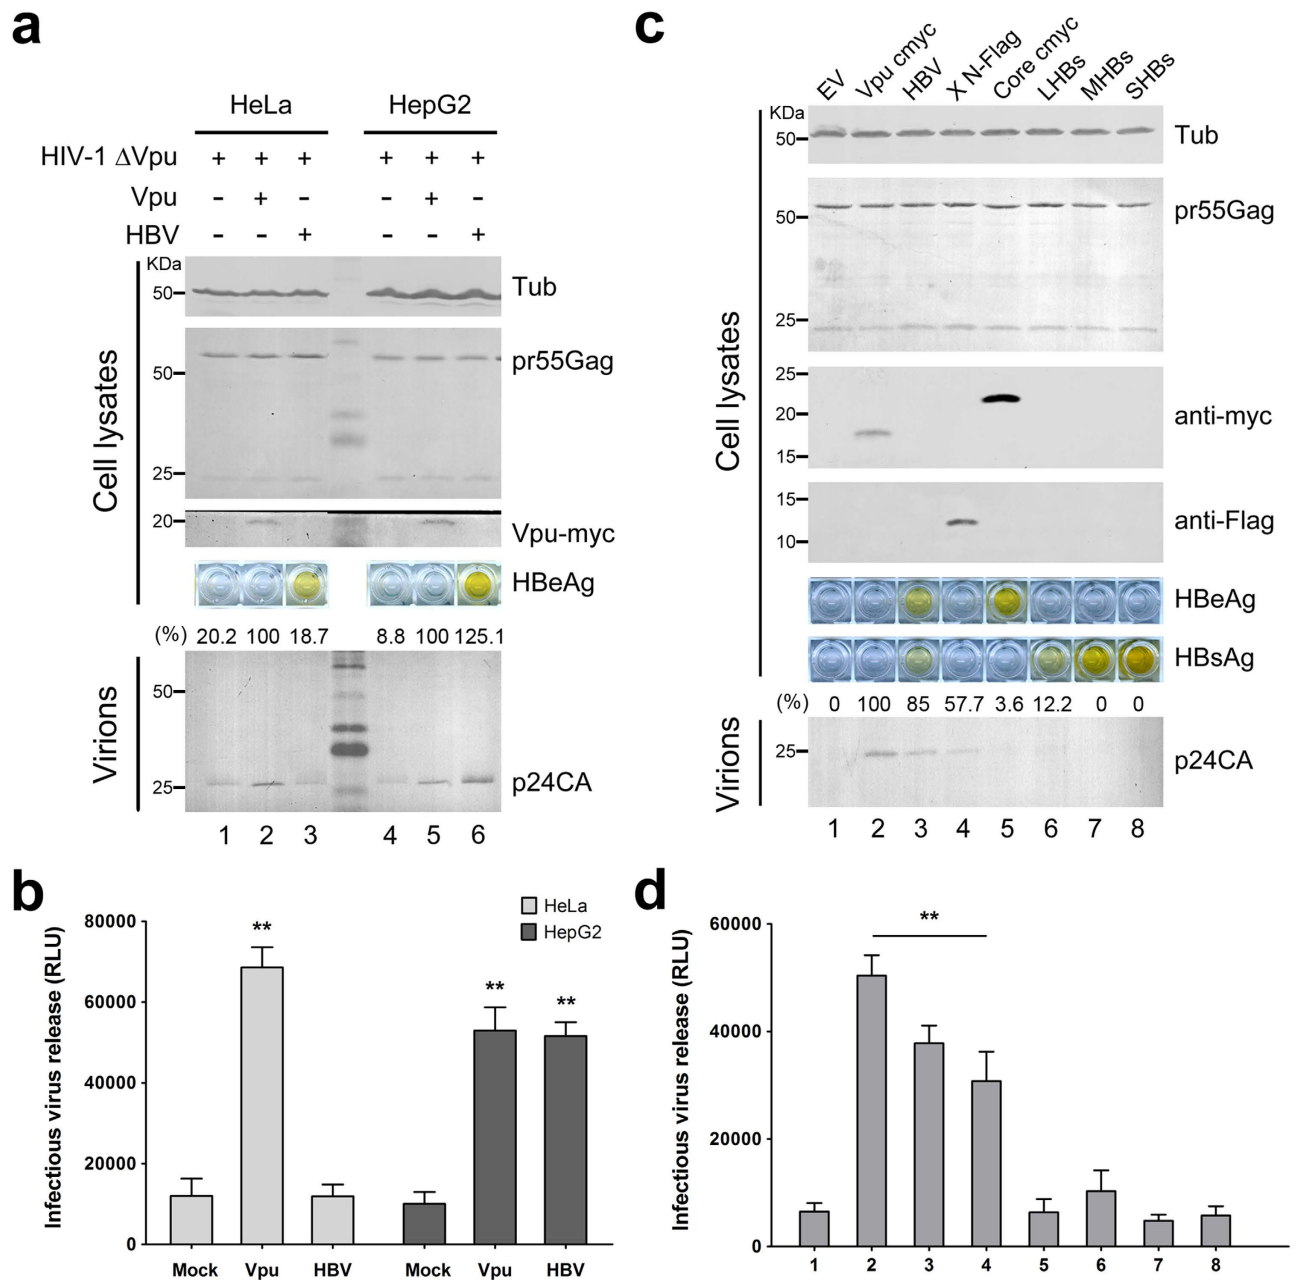 a
HeLa HepG2
HIV-1 ΔVpu + + + + + +
Vpu - + - - + -
HBV - - + - - +
KDa
50 Tub
pr55Gag
50
25
20
Vpu-myc
HBeAg
(%) 20.2 100 18.7 8.8 125.1 100
Cell lysates
50
25 p24CA
Virions
1 2 3 4 5 6
b
HeLa
HepG2
Infectious virus release (RLU)
80000
60000
40000
20000
0
** ** **
Mock Vpu HBV Mock Vpu HBV
c
EV Vpu cmyc HBV X N-Flag Core cmyc LHBs MHBs SHBs
KDa
50 Tub
pr55Gag
50
25
25
20 anti-myc
15
15
anti-Flag
10
HBeAg
HBsAg
Cell lysates
(%) 0 100 85 57.7 3.6 12.2 0 0
25 p24CA
Virions
1 2 3 4 5 6 7 8
d
Infectious virus release (RLU)
60000
40000
20000
0
**
1 2 3 4 5 6 7 8